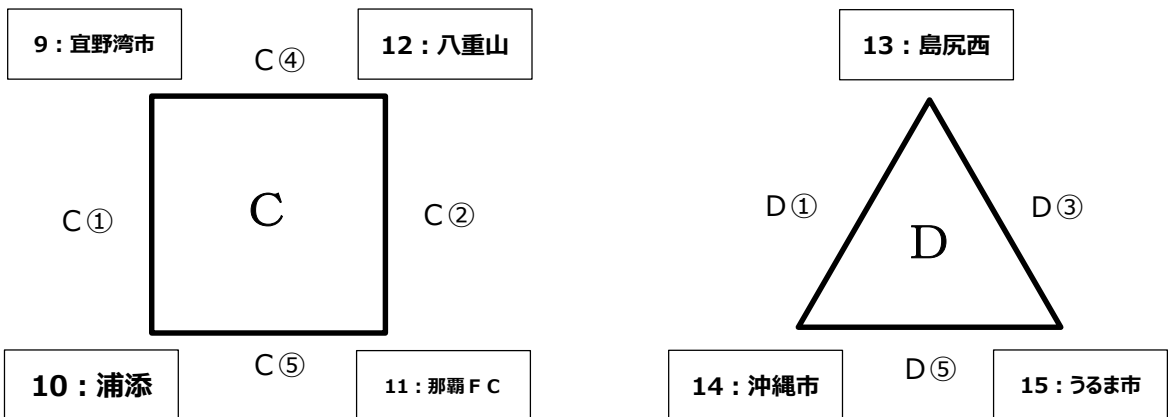 9：宜野湾市
12：八重山
C④
C①
C
C②
10：浦添
C⑤
11：那覇ＦＣ
13：島尻西
D①
D③
D
14：沖縄市
D⑤
15：うるま市